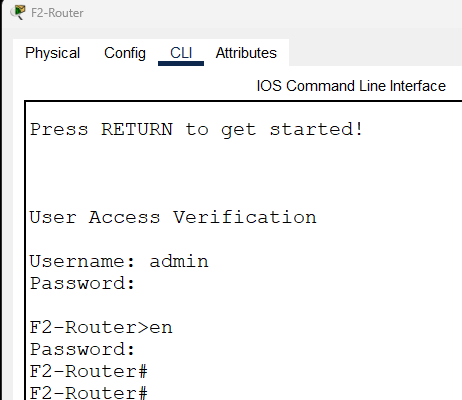 F2-Router
Physical Config CLI Attributes
IOS Command Line Interface
Press RETURN to get started!
User Access Verification
Username: admin
Password:
F2-Router>en
Password:
F2-Router#
F2-Router#